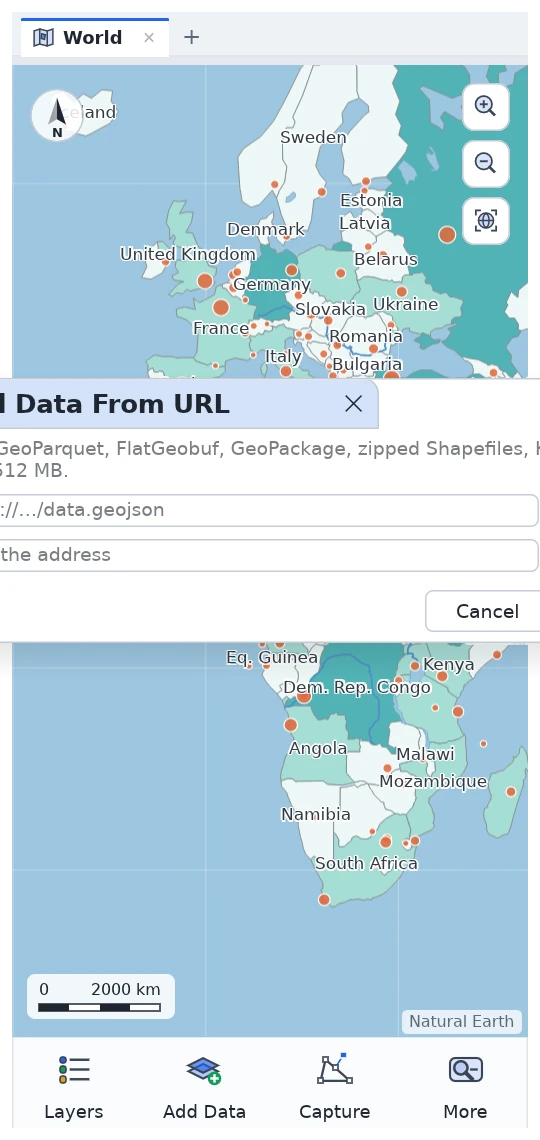 World
eland
N
Sweden
Estonia
Latvia
Denmark
Belarus
United Kingdom
Germany
Slovakia
Ukraine
France
Romania
Italy
Bulgaria
Data From URL
GeoParquet, FlatGeobuf, GeoPackage, zipped Shapefiles,
512 MB.
://…/data.geojson
the address
Cancel
Eq. Guinea
Kenya
Dem. Rep. Congo
Angola
Malawi
Mozambique
Namibia
South Africa
0 2000 km
Natural Earth
Layers Add Data Capture More